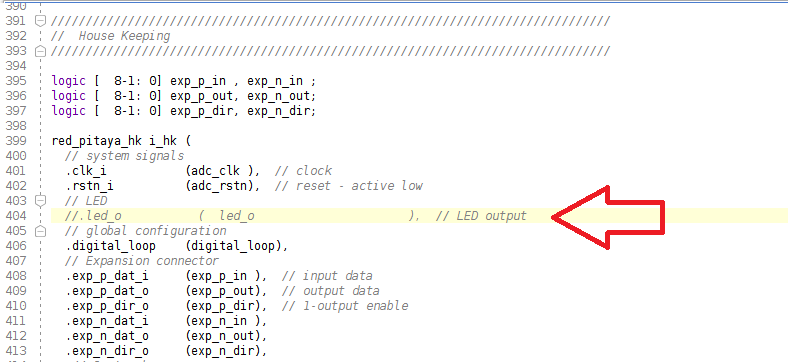 390
391 ////////////////////////////////////////////////////////////////////////////////
392 //  House Keeping
393 ////////////////////////////////////////////////////////////////////////////////
394
395 logic [  8-1: 0] exp_p_in , exp_n_in ;
396 logic [  8-1: 0] exp_p_out, exp_n_out;
397 logic [  8-1: 0] exp_p_dir, exp_n_dir;
398
399 red_pitaya_hk i_hk (
400   // system signals
401   .clk_i          (adc_clk ),  // clock
402   .rstn_i         (adc_rstn),  // reset - active low
403   // LED
404   //.led_o           (  led_o                      ),  // LED output
405   // global configuration
406   .digital_loop   (digital_loop),
407   // Expansion connector
408   .exp_p_dat_i    (exp_p_in ),  // input data
409   .exp_p_dat_o    (exp_p_out),  // output data
410   .exp_p_dir_o    (exp_p_dir),  // 1-output enable
411   .exp_n_dat_i    (exp_n_in ),
412   .exp_n_dat_o    (exp_n_out),
413   .exp_n_dir_o    (exp_n_dir),